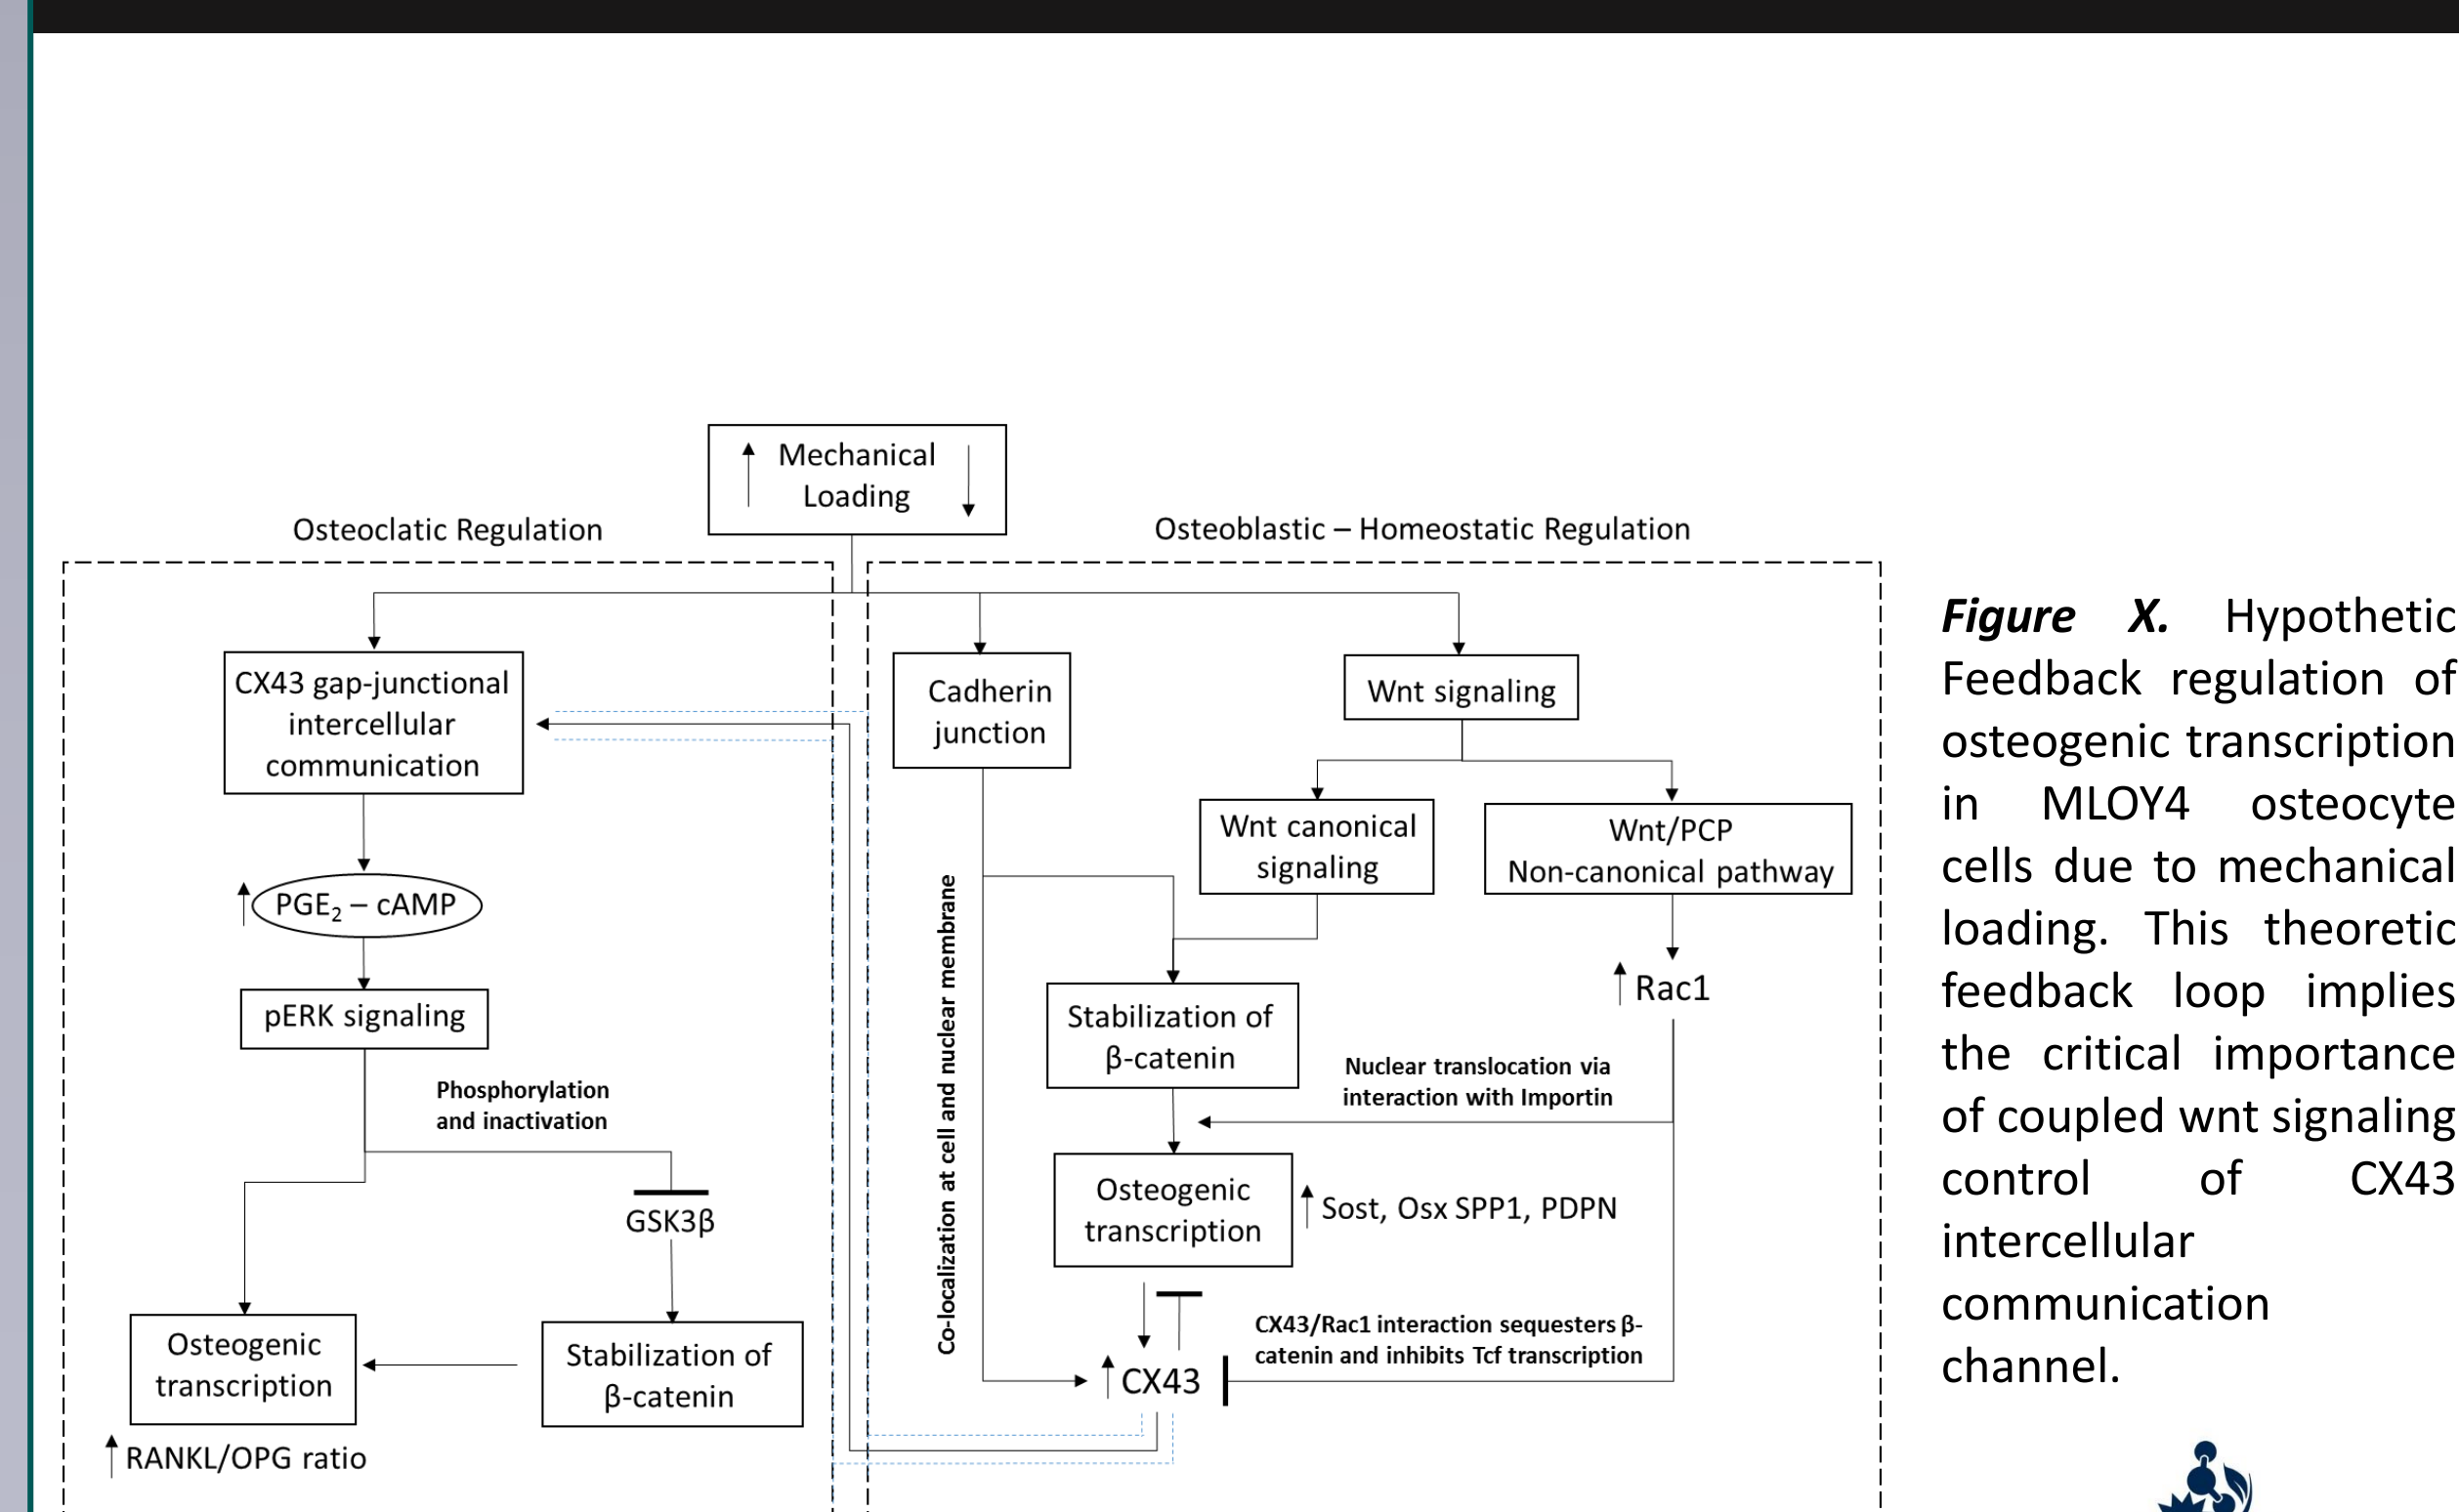 Mechanical
Loading
Osteoclatic Regulation
Osteoblastic – Homeostatic Regulation
CX43 gap-junctional
intercellular
communication
PGE₂ – cAMP
pERK signaling
Phosphorylation
and inactivation
GSK3β
Osteogenic
transcription
Stabilization of
β-catenin
RANKL/OPG ratio
Cadherin
junction
Wnt signaling
Wnt canonical
signaling
Wnt/PCP
Non-canonical pathway
Co-localization at cell and nuclear membrane
Rac1
Stabilization of
β-catenin
Nuclear translocation via
interaction with Importin
Osteogenic
transcription
Sost, Osx SPP1, PDPN
CX43/Rac1 interaction sequesters β-
catenin and inhibits Tcf transcription
CX43
Figure X. Hypothetic
Feedback regulation of
osteogenic transcription
in MLOY4 osteocyte
cells due to mechanical
loading. This theoretic
feedback loop implies
the critical importance
of coupled wnt signaling
control of CX43
intercellular
communication
channel.